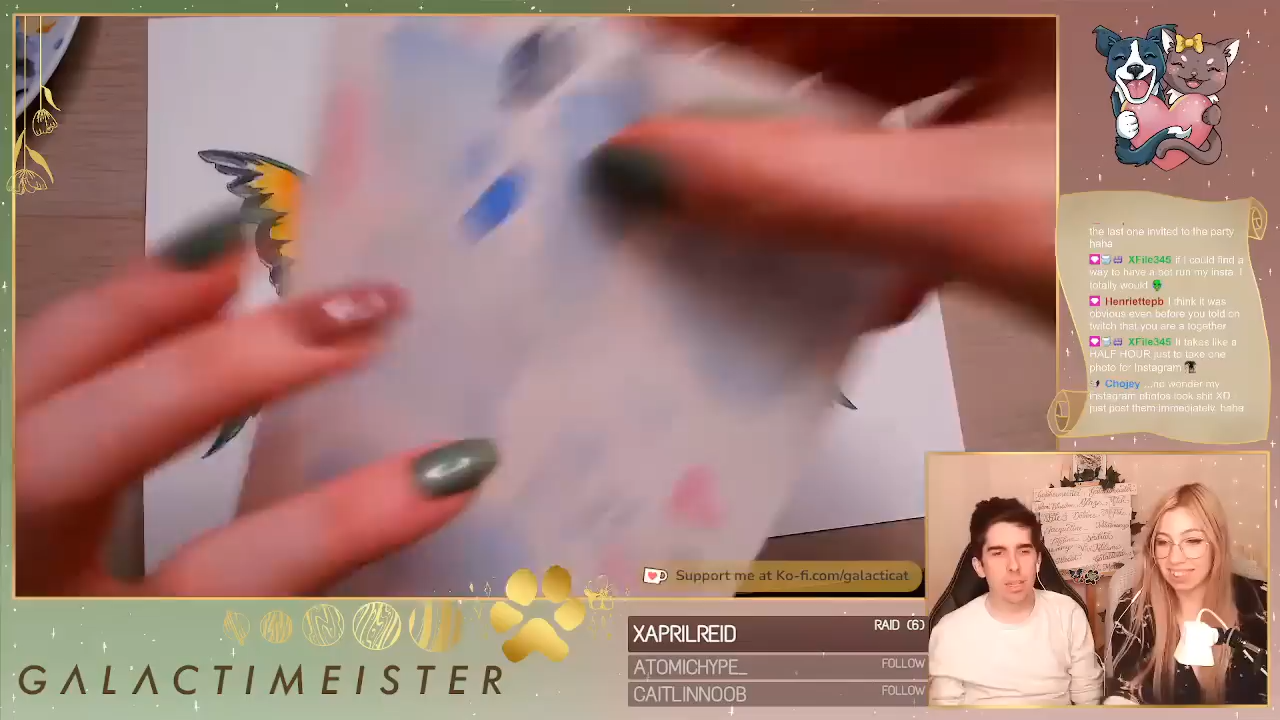 the last one invited to the party
haha
XFile345 if I could find a
way to have a bot run my insta. I
totally would
Henriettepb I think it was
obvious even before you told on
twitch that you are a together
XFile345 It takes like a
HALF HOUR just to take one
photo for Instagram
Chojey ...no wonder my
instagram photos look shit XD
just post them immediately, haha
Support me at Ko-fi.com/galacticat
XAPRILREID RAID (6)
ATOMICHYPE_ FOLLOW
CAITLINNOOB FOLLOW
GALACTIMEISTER